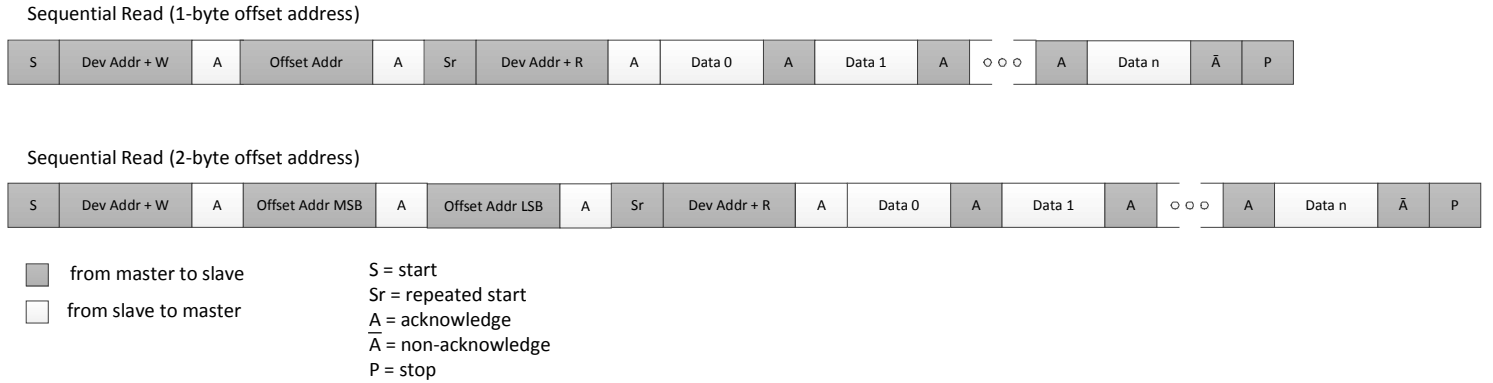 Sequential Read (1-byte offset address)
S Dev Addr + W A Offset Addr A Sr Dev Addr + R A Data 0 A Data 1 A A Data n Ā P
Sequential Read (2-byte offset address)
S Dev Addr + W A Offset Addr MSB A Offset Addr LSB A Sr Dev Addr + R A Data 0 A Data 1 A A Data n Ā P
from master to slave
from slave to master
S = start
Sr = repeated start
A = acknowledge
Ā = non-acknowledge
P = stop